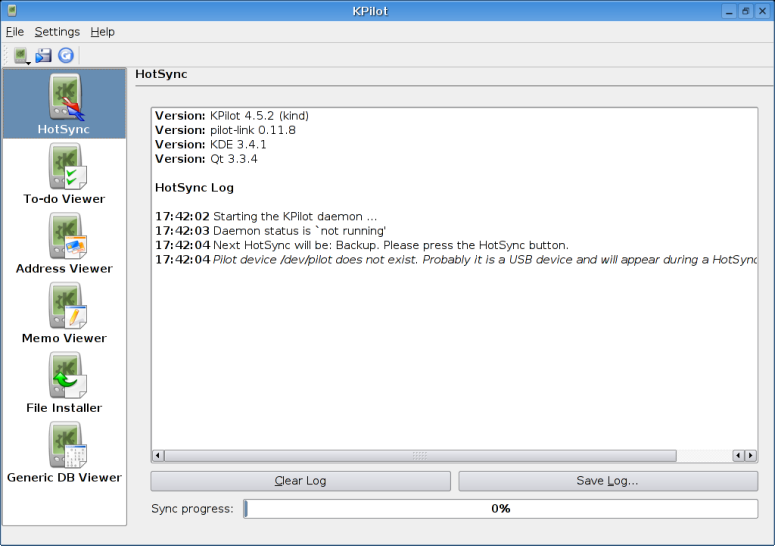 KPilot
File Settings Help
HotSync
To-do Viewer
Address Viewer
Memo Viewer
File Installer
Generic DB Viewer
HotSync
Version: KPilot 4.5.2 (kind)
Version: pilot-link 0.11.8
Version: KDE 3.4.1
Version: Qt 3.3.4
HotSync Log
17:42:02 Starting the KPilot daemon ...
17:42:03 Daemon status is `not running'
17:42:04 Next HotSync will be: Backup. Please press the HotSync button.
17:42:04 Pilot device /dev/pilot does not exist. Probably it is a USB device and will appear during a HotSync
Clear Log
Save Log...
Sync progress: 0%